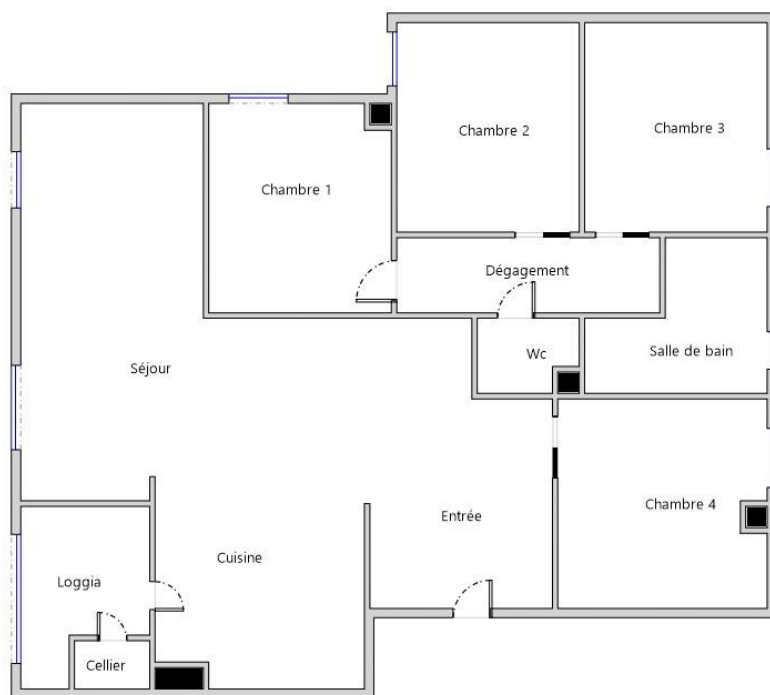 Chambre 2
Chambre 3
Chambre 1
Dégagement
Wc
Salle de bain
Séjour
Chambre 4
Entrée
Cuisine
Loggia
Cellier